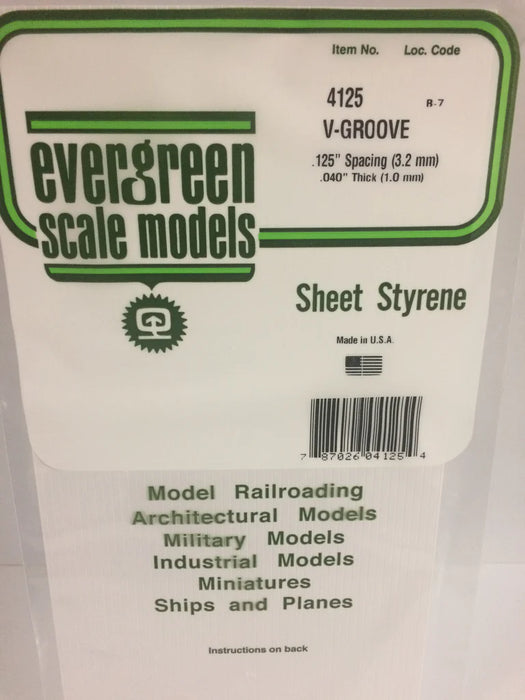 Item No. Loc. Code
4125 R-7
V-GROOVE
.125" Spacing (3.2 mm)
.040" Thick (1.0 mm)
evergreen
scale models
Sheet Styrene
Made in U.S.A.
7 87026 04125 4
Model Railroading
Architectural Models
Military Models
Industrial Models
Miniatures
Ships and Planes
Instructions on back